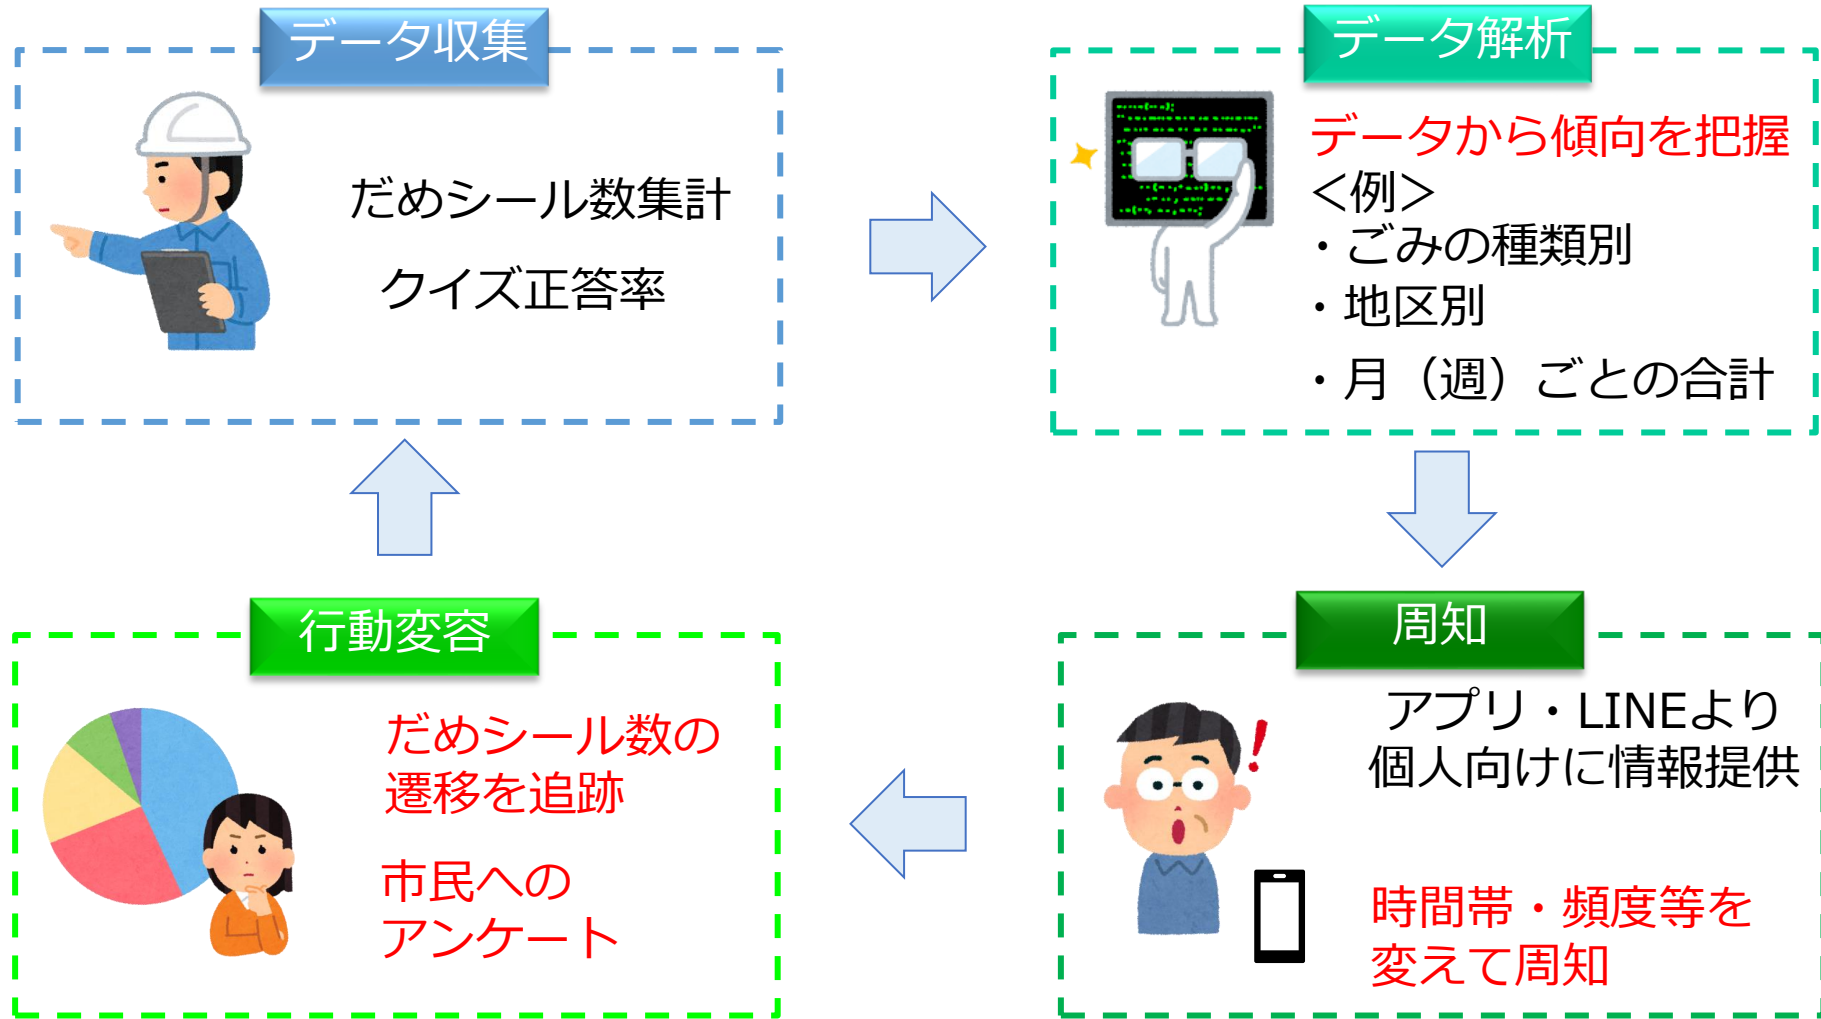 データ収集
だめシール数集計
クイズ正答率
データ解析
データから傾向を把握
＜例＞
・ごみの種類別
・地区別
・月（週）ごとの合計
周知
アプリ・LINEより
個人向けに情報提供
時間帯・頻度等を
変えて周知
行動変容
だめシール数の
遷移を追跡
市民への
アンケート